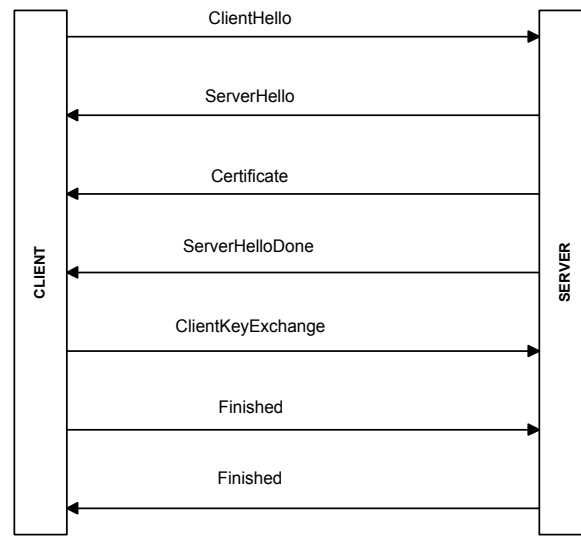 ClientHello
ServerHello
Certificate
ServerHelloDone
CLIENT
SERVER
ClientKeyExchange
Finished
Finished